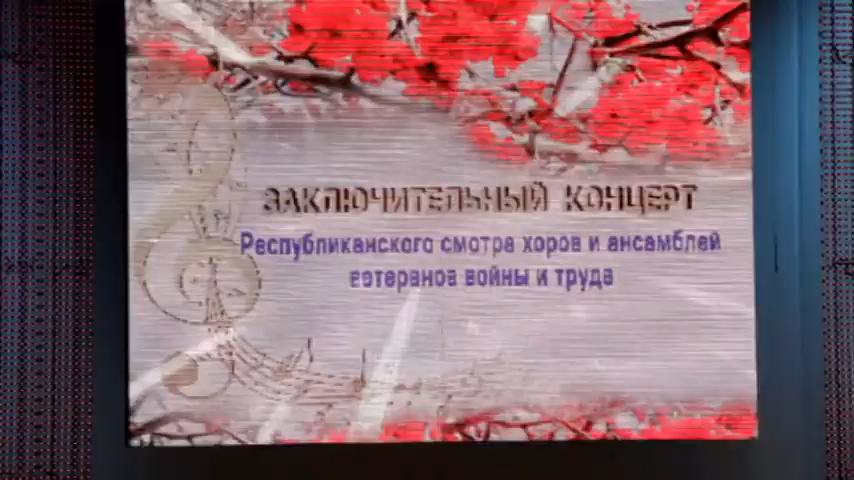 ЗАКЛЮЧИТЕЛЬНЫЙ КОНЦЕРТ
Республиканского смотра хоров и ансамблей
ветеранов войны и труда